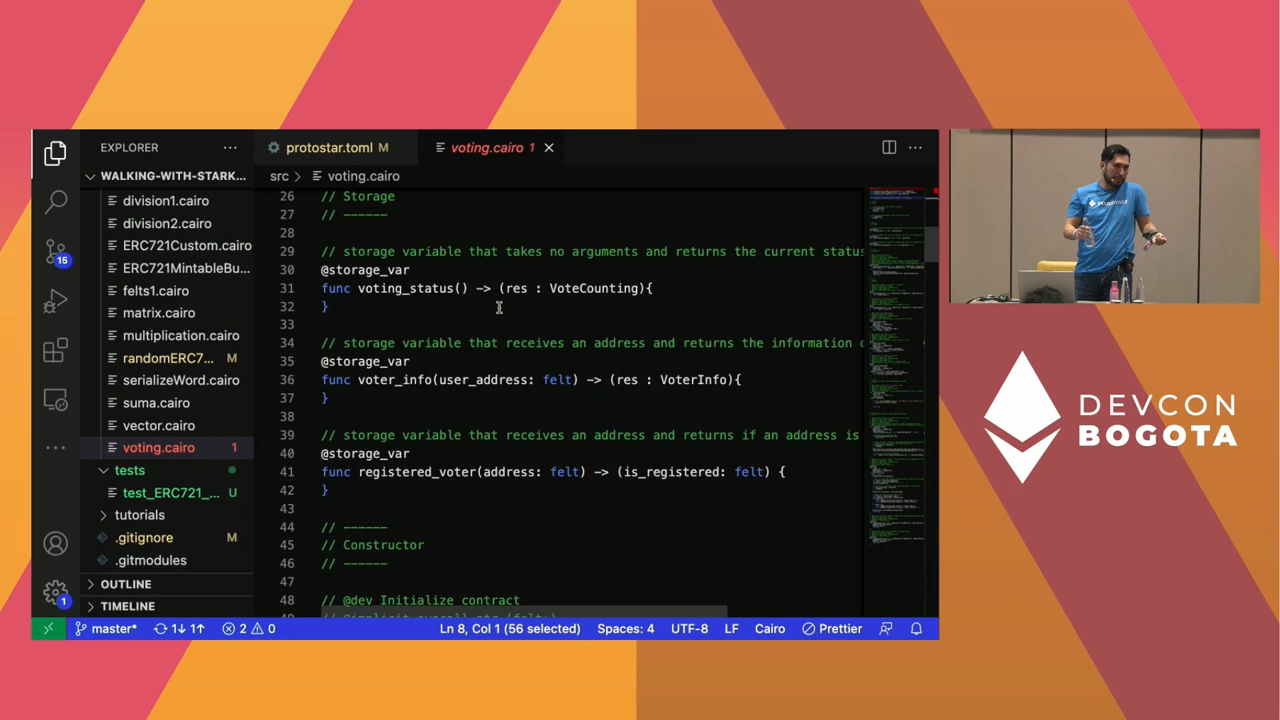 EXPLORER
WALKING-WITH-STARK...
division1.cairo
division2.cairo
ERC721Cust...r.cairo
ERC721MintableBu...
felts1.cairo
matrix.cairo
multiplication.cairo
randomERC7... M
serializeWord.cairo
suma.cairo
vector.cairo
voting.cairo 1
tests
test_ERC721_... U
tutorials
.gitignore M
.gitmodules
OUTLINE
TIMELINE
15
1
protostar.toml M
voting.cairo 1
src > voting.cairo
26 // Storage
27 // ------
28
29 // storage variable that takes no arguments and returns the current status
30 @storage_var
31 func voting_status() -> (res : VoteCounting){
32 }
33
34 // storage variable that receives an address and returns the information
35 @storage_var
36 func voter_info(user_address: felt) -> (res : VoterInfo){
37 }
38
39 // storage variable that receives an address and returns if an address is
40 @storage_var
41 func registered_voter(address: felt) -> (is_registered: felt) {
42 }
43
44 // ------
45 // Constructor
46 // ------
47
48 // @dev Initialize contract
master* 1↓ 1↑ 2 0
Ln 8, Col 1 (56 selected) Spaces: 4 UTF-8 LF Cairo Prettier
DEVCON
BOGOTA